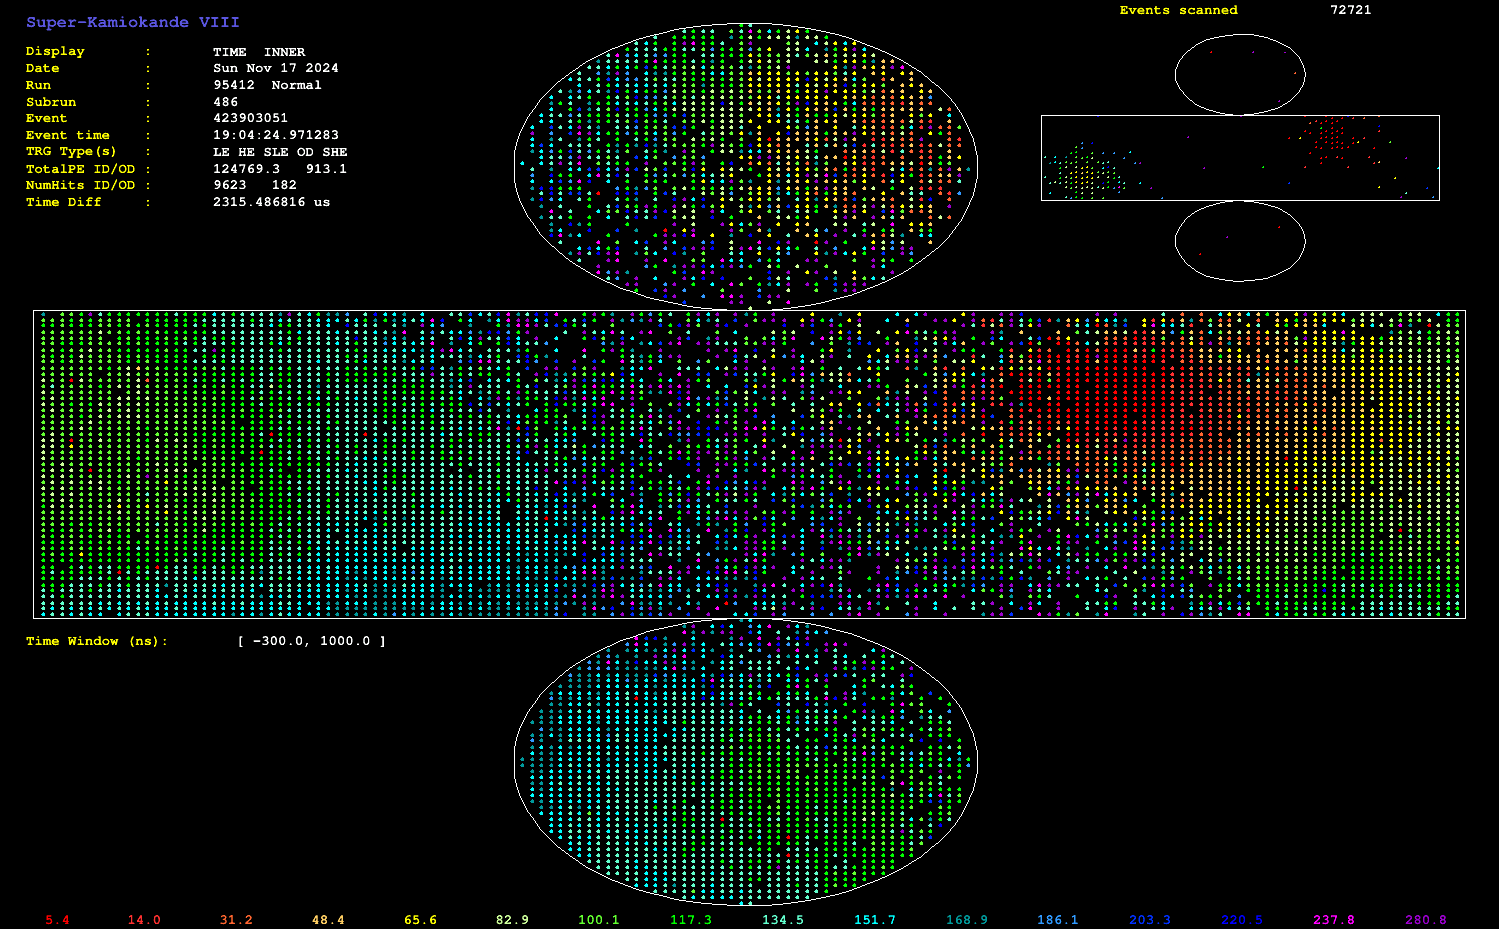 Super-Kamiokande VIII
Events scanned 72721
Display : TIME INNER
Date : Sun Nov 17 2024
Run : 95412 Normal
Subrun : 486
Event : 423903051
Event time : 19:04:24.971283
TRG Type(s) : LE HE SLE OD SHE
TotalPE ID/OD : 124769.3 913.1
NumHits ID/OD : 9623 182
Time Diff : 2315.486816 us
Time Window (ns): [ -300.0, 1000.0 ]
5.4 14.0 31.2 48.4 65.6 82.9 100.1 117.3 134.5 151.7 168.9 186.1 203.3 220.5 237.8 280.8